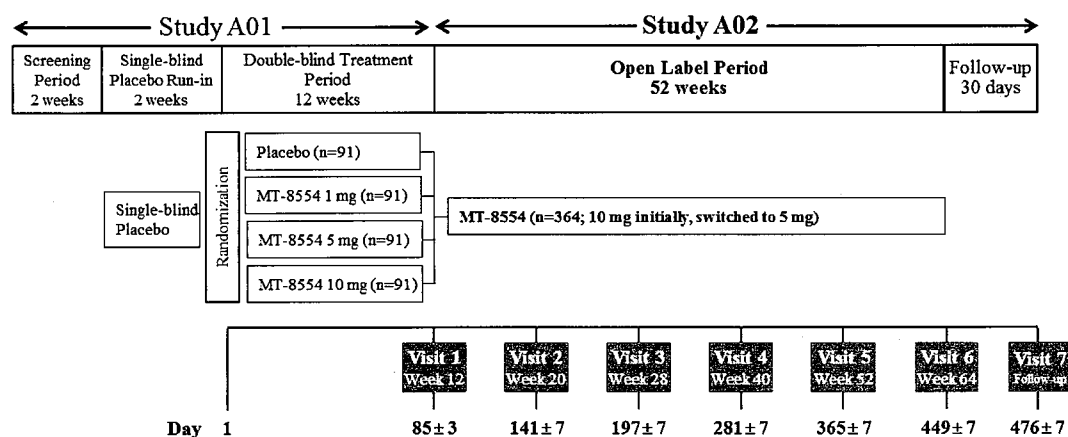 Study A01
Study A02
Screening
Period
2 weeks
Single-blind
Placebo Run-in
2 weeks
Double-blind Treatment
Period
12 weeks
Open Label Period
52 weeks
Follow-up
30 days
Single-blind
Placebo
Randomization
Placebo (n=91)
MT-8554 1 mg (n=91)
MT-8554 5 mg (n=91)
MT-8554 10 mg (n=91)
MT-8554 (n=364; 10 mg initially, switched to 5 mg)
Visit 1
Week 12
Visit 2
Week 20
Visit 3
Week 28
Visit 4
Week 40
Visit 5
Week 52
Visit 6
Week 64
Visit 7
Follow-up
Day 1 85± 3 141± 7 197± 7 281± 7 365± 7 449± 7 476± 7